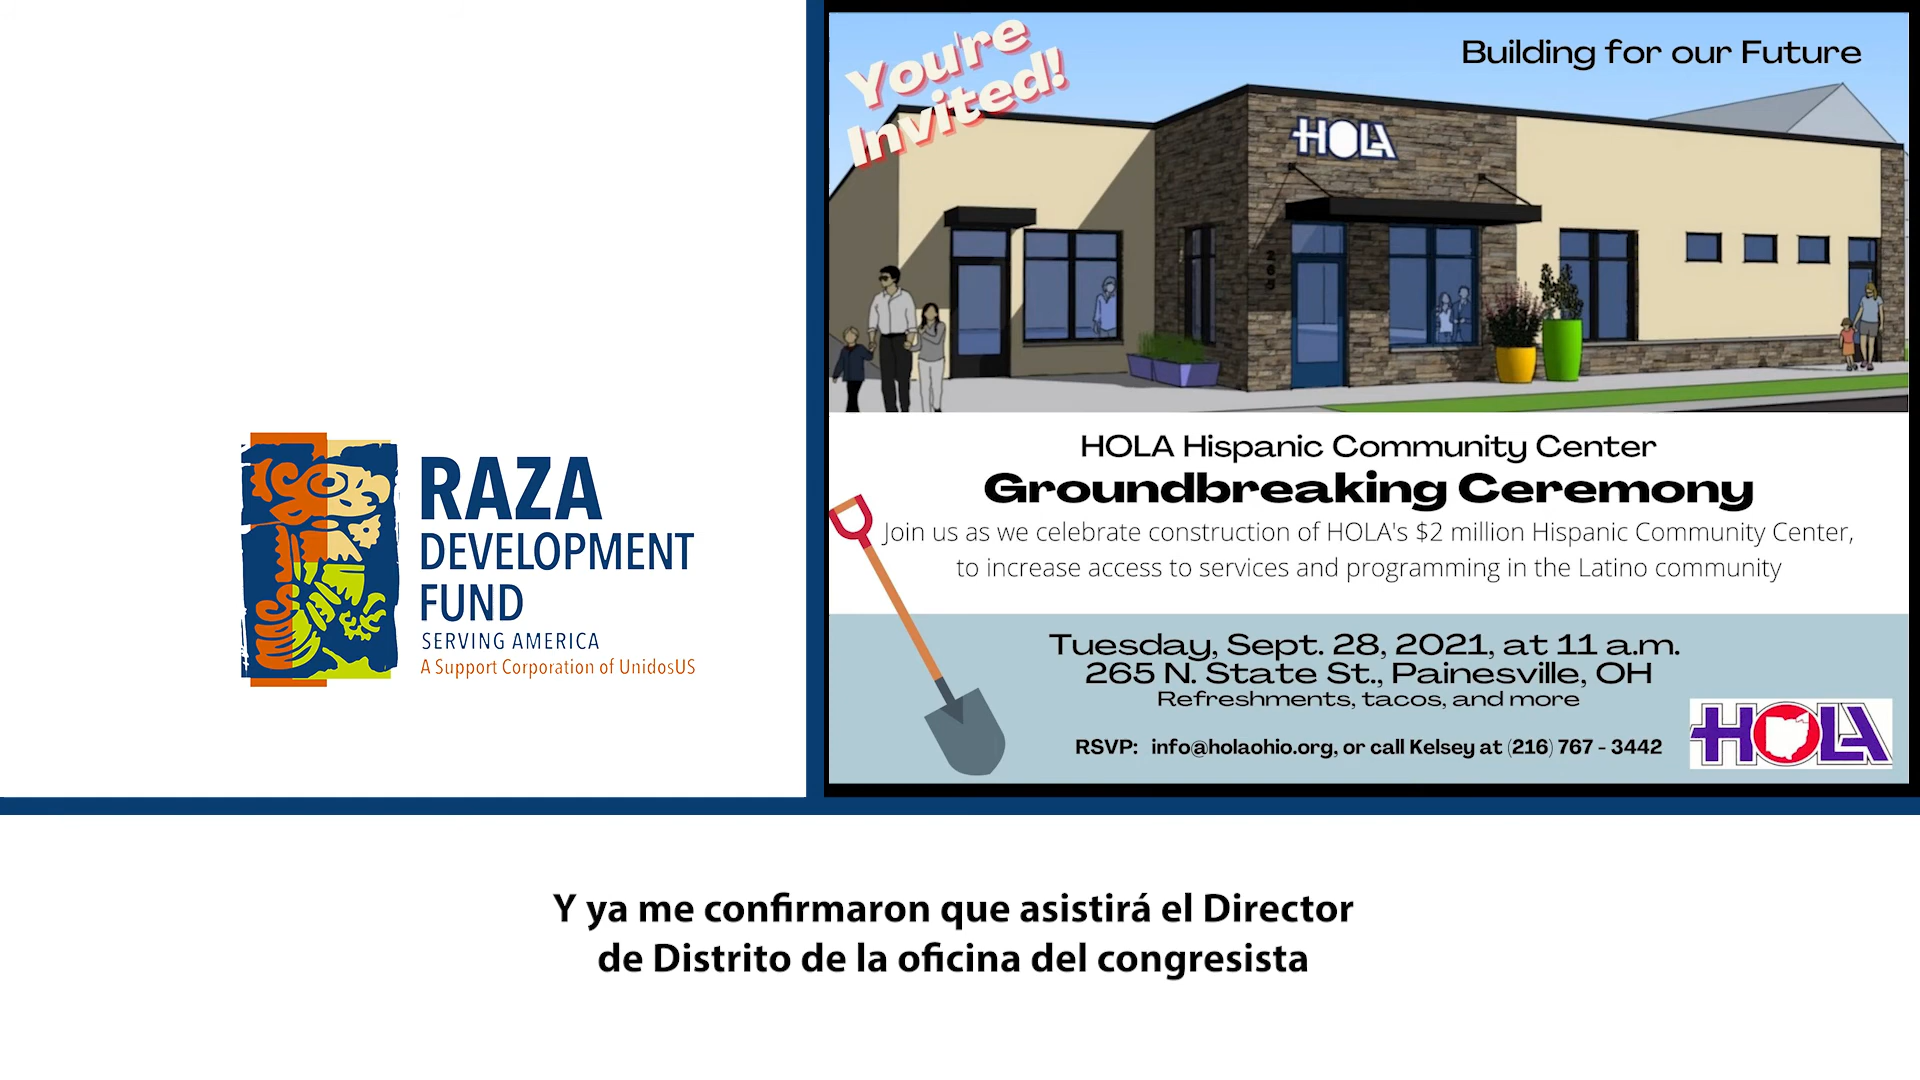 RAZA
DEVELOPMENT
FUND
SERVING AMERICA
A Support Corporation of UnidosUS
You're
Invited!
Building for our Future
HOLA
265
HOLA Hispanic Community Center
Groundbreaking Ceremony
Join us as we celebrate construction of HOLA's $2 million Hispanic Community Center,
to increase access to services and programming in the Latino community
Tuesday, Sept. 28, 2021, at 11 a.m.
265 N. State St., Painesville, OH
Refreshments, tacos, and more
RSVP: info@holaohio.org, or call Kelsey at (216) 767 - 3442
HOLA
Y ya me confirmaron que asistirá el Director
de Distrito de la oficina del congresista